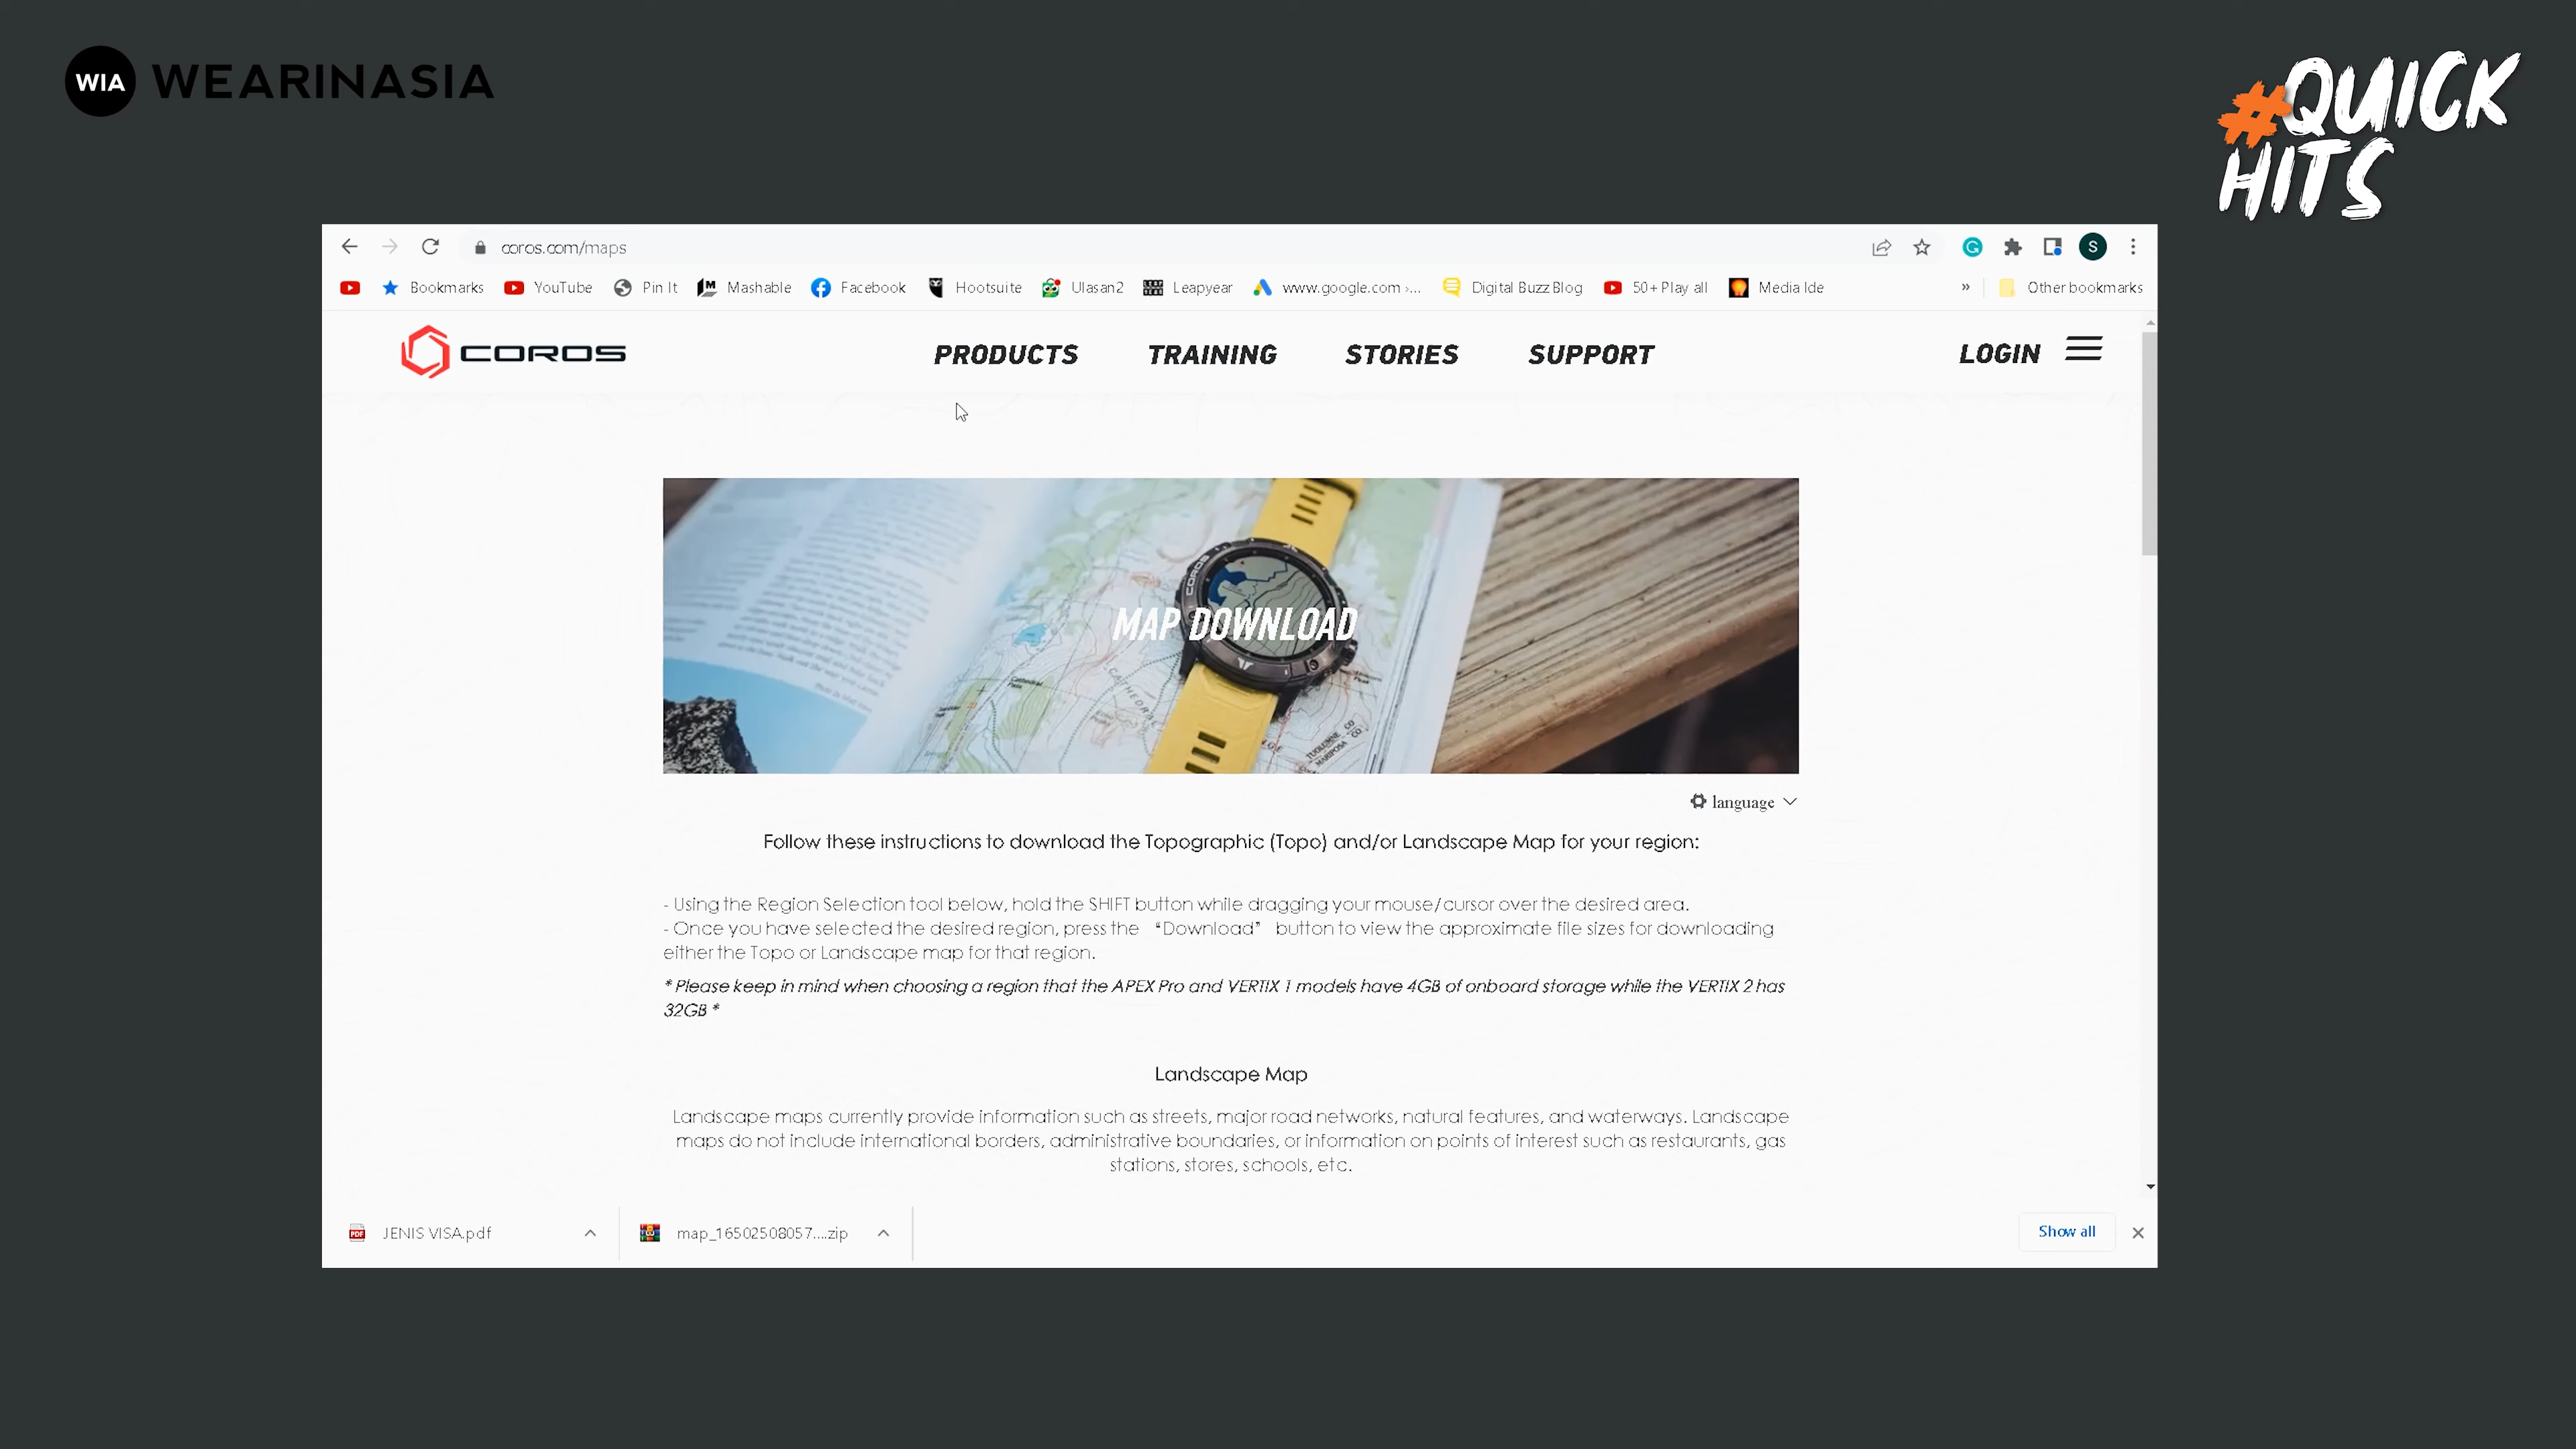 WIA WEARINASIA
#QUICK
HITS
coros.com/maps
S
Bookmarks YouTube Pin It Mashable Facebook Hootsuite Ulasan2 Leapyear www.google.com ›... Digital Buzz Blog 50+ Play all Media Ide » Other bookmarks
COROS PRODUCTS TRAINING STORIES SUPPORT LOGIN
COROS
MAP DOWNLOAD
CATHEDRAL
TUOLUMNE CO
MARIPOSA CO
language
Follow these instructions to download the Topographic (Topo) and/or Landscape Map for your region:
- Using the Region Selection tool below, hold the SHIFT button while dragging your mouse/cursor over the desired area.
- Once you have selected the desired region, press the “Download” button to view the approximate file sizes for downloading
either the Topo or Landscape map for that region.
* Please keep in mind when choosing a region that the APEX Pro and VERTIX 1 models have 4GB of onboard storage while the VERTIX 2 has
32GB *
Landscape Map
Landscape maps currently provide information such as streets, major road networks, natural features, and waterways. Landscape
maps do not include international borders, administrative boundaries, or information on points of interest such as restaurants, gas
stations, stores, schools, etc.
JENIS VISA.pdf map_16502508057....zip Show all